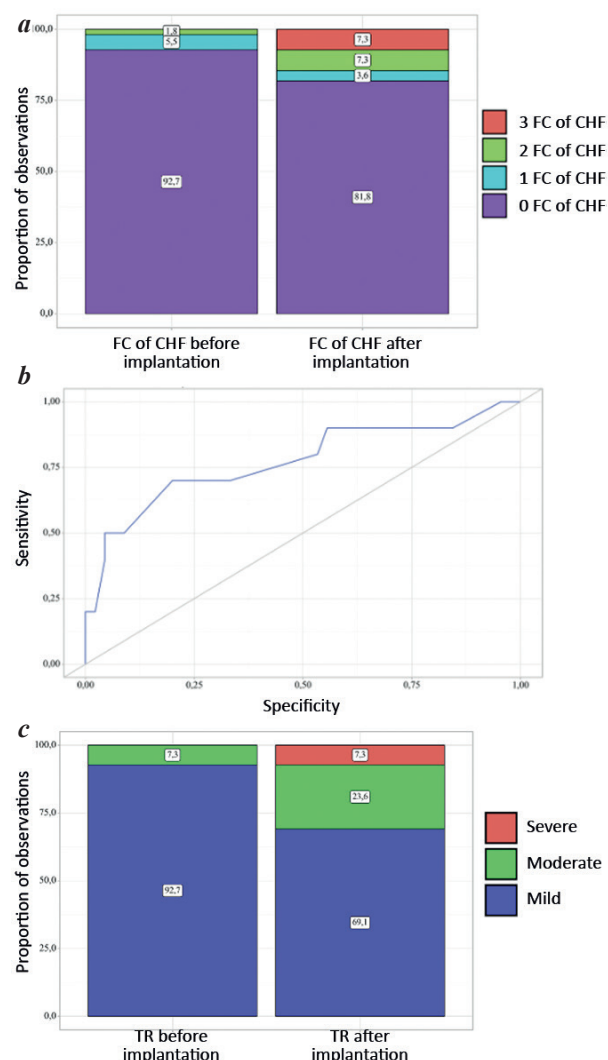 a
100,0
75,0
50,0
25,0
0,0
Proportion of observations
1,8
5,5
92,7
7,3
7,3
3,6
81,8
3 FC of CHF
2 FC of CHF
1 FC of CHF
0 FC of CHF
FC of CHF before
implantation
FC of CHF after
implantation
b
1,00
0,75
0,50
0,25
0,00
Sensitivity
0,00
0,25
0,50
0,75
1,00
Specificity
c
100,0
75,0
50,0
25,0
0,0
Proportion of observations
7,3
92,7
7,3
23,6
69,1
Severe
Moderate
Mild
TR before
implantation
TR after
implantation